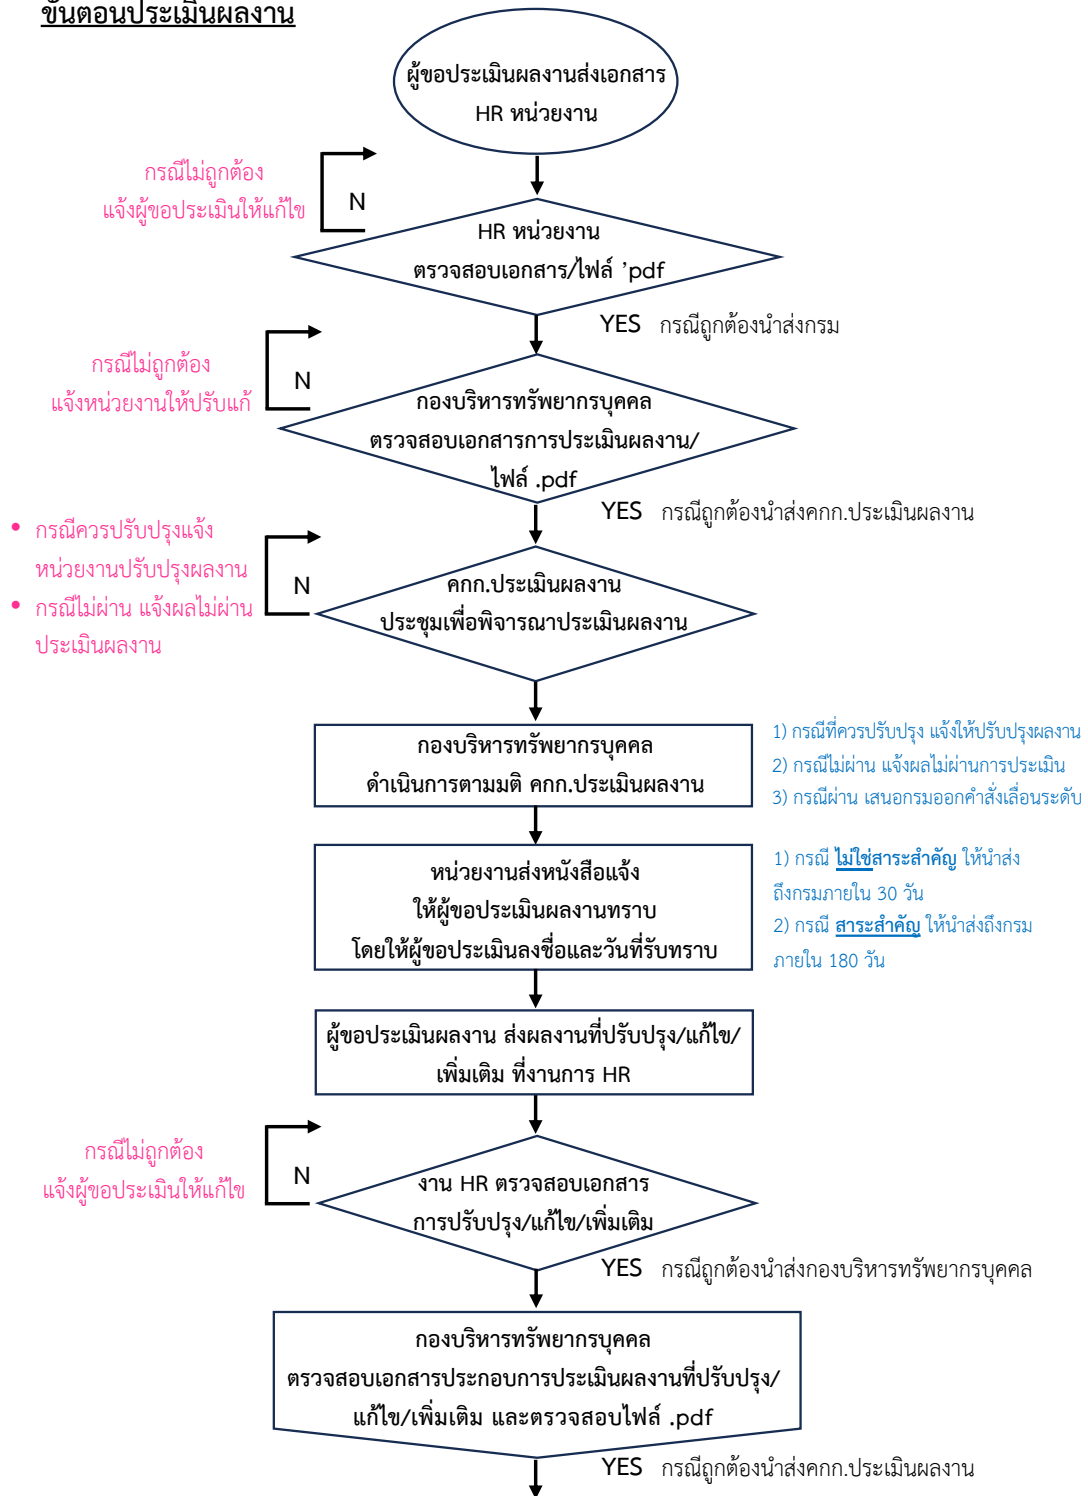 ขั้นตอนประเมินผลงาน
ผู้ขอประเมินผลงานส่งเอกสาร
HR หน่วยงาน
กรณีไม่ถูกต้อง
แจ้งผู้ขอประเมินให้แก้ไข
N
HR หน่วยงาน
ตรวจสอบเอกสาร/ไฟล์ 'pdf
YES กรณีถูกต้องนำส่งกรม
กรณีไม่ถูกต้อง
แจ้งหน่วยงานให้ปรับแก้
N
กองบริหารทรัพยากรบุคคล
ตรวจสอบเอกสารการประเมินผลงาน/
ไฟล์ .pdf
YES กรณีถูกต้องนำส่งคกก.ประเมินผลงาน
• กรณีควรปรับปรุงแจ้ง
หน่วยงานปรับปรุงผลงาน
• กรณีไม่ผ่าน แจ้งผลไม่ผ่าน
ประเมินผลงาน
N
คกก.ประเมินผลงาน
ประชุมเพื่อพิจารณาประเมินผลงาน
กองบริหารทรัพยากรบุคคล
ดำเนินการตามมติ คกก.ประเมินผลงาน
1) กรณีที่ควรปรับปรุง แจ้งให้ปรับปรุงผลงาน
2) กรณีไม่ผ่าน แจ้งผลไม่ผ่านการประเมิน
3) กรณีผ่าน เสนอกรมออกคำสั่งเลื่อนระดับ
หน่วยงานส่งหนังสือแจ้ง
ให้ผู้ขอประเมินผลงานทราบ
โดยให้ผู้ขอประเมินลงชื่อและวันที่รับทราบ
1) กรณี ไม่ใช่สาระสำคัญ ให้นำส่ง
ถึงกรมภายใน 30 วัน
2) กรณี สาระสำคัญ ให้นำส่งถึงกรม
ภายใน 180 วัน
ผู้ขอประเมินผลงาน ส่งผลงานที่ปรับปรุง/แก้ไข/
เพิ่มเติม ที่งานการ HR
กรณีไม่ถูกต้อง
แจ้งผู้ขอประเมินให้แก้ไข
N
งาน HR ตรวจสอบเอกสาร
การปรับปรุง/แก้ไข/เพิ่มเติม
YES กรณีถูกต้องนำส่งกองบริหารทรัพยากรบุคคล
กองบริหารทรัพยากรบุคคล
ตรวจสอบเอกสารประกอบการประเมินผลงานที่ปรับปรุง/
แก้ไข/เพิ่มเติม และตรวจสอบไฟล์ .pdf
YES กรณีถูกต้องนำส่งคกก.ประเมินผลงาน